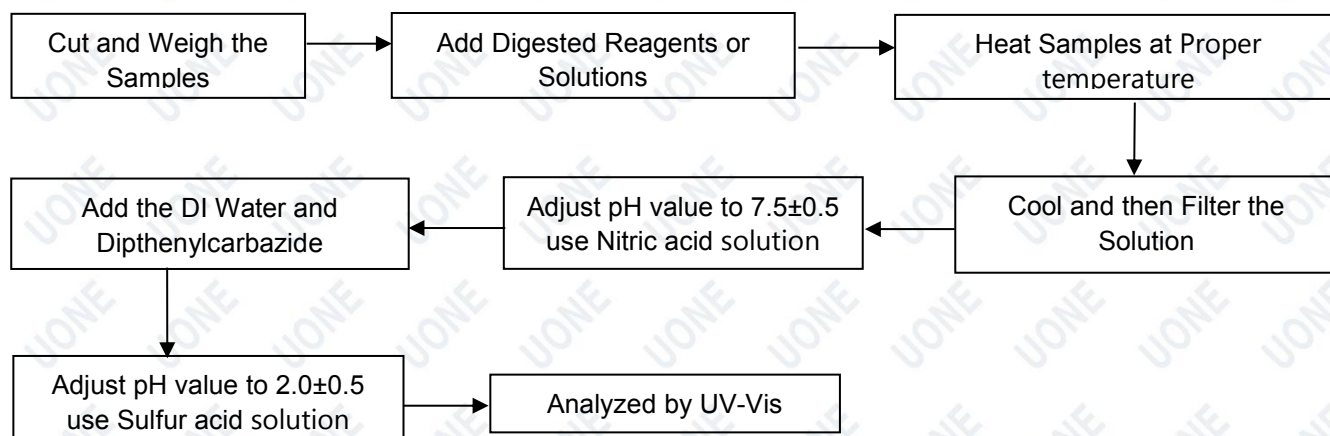 Cut and Weigh the
Samples
Add Digested Reagents or
Solutions
Heat Samples at Proper
temperature
Cool and then Filter the
Solution
Adjust pH value to 7.5±0.5
use Nitric acid solution
Add the DI Water and
Dipthenylcarbazide
Adjust pH value to 2.0±0.5
use Sulfur acid solution
Analyzed by UV-Vis
UONE